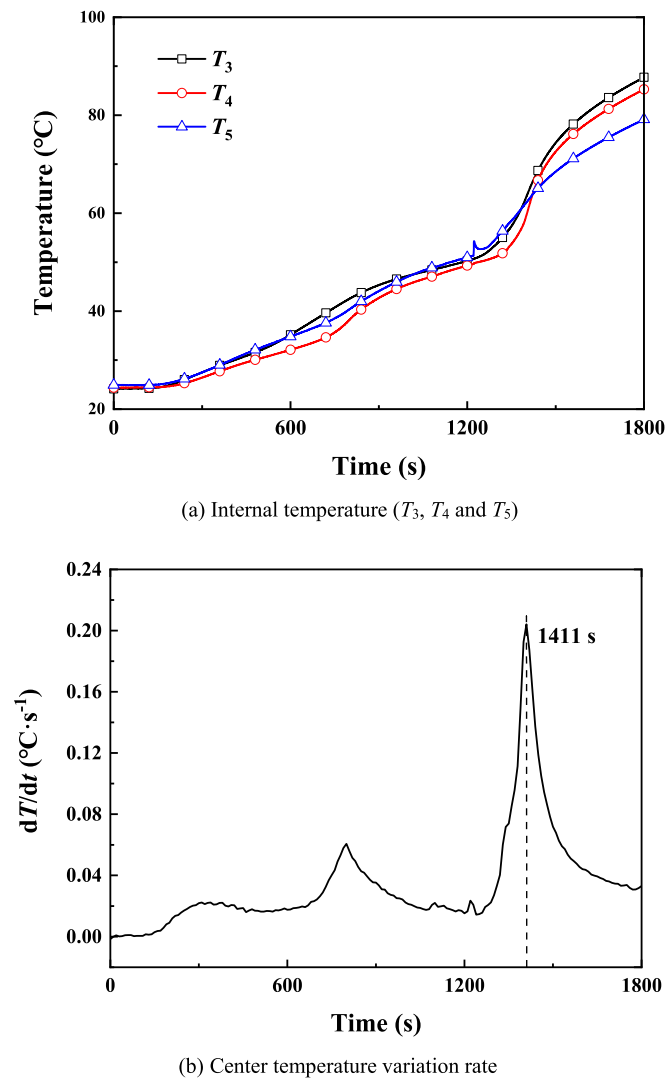 100
80
60
40
20
Temperature (°C)
T₃
T₄
T₅
0 600 1200 1800
Time (s)
(a) Internal temperature (T₃, T₄ and T₅)
0.24
0.20
0.16
0.12
0.08
0.04
0.00
dT/dt (°C·s⁻¹)
1411 s
0 600 1200 1800
Time (s)
(b) Center temperature variation rate